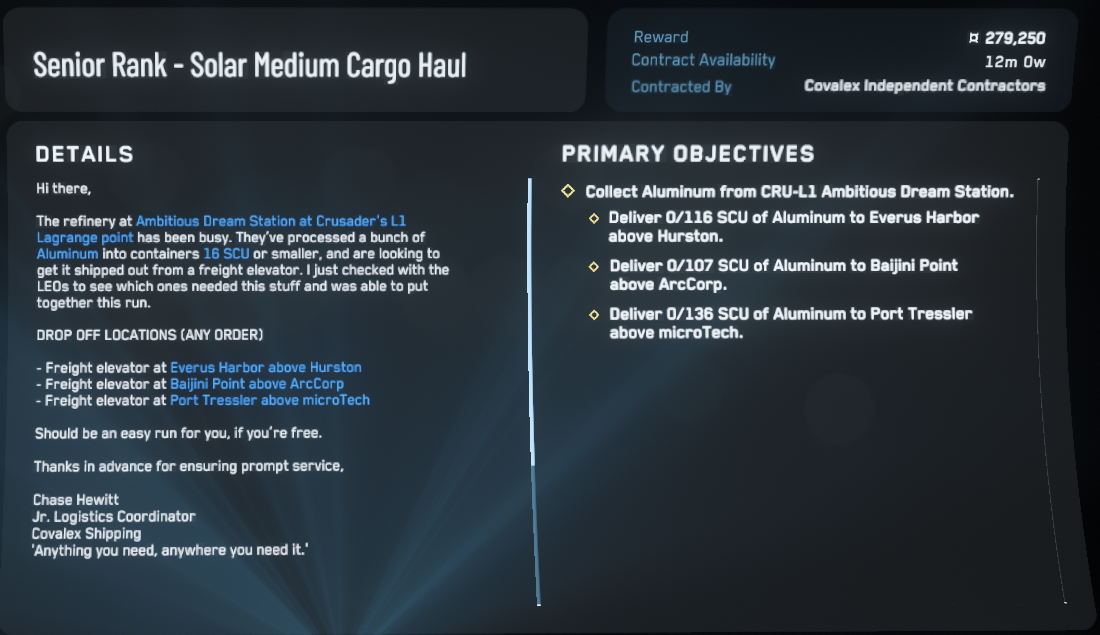 Senior Rank - Solar Medium Cargo Haul
Reward ¤ 279,250
Contract Availability 12m 0w
Contracted By Covalex Independent Contractors
DETAILS
Hi there,
The refinery at Ambitious Dream Station at Crusader's L1
Lagrange point has been busy. They've processed a bunch of
Aluminum into containers 16 SCU or smaller, and are looking to
get it shipped out from a freight elevator. I just checked with the
LEOs to see which ones needed this stuff and was able to put
together this run.
DROP OFF LOCATIONS (ANY ORDER)
- Freight elevator at Everus Harbor above Hurston
- Freight elevator at Baijini Point above ArcCorp
- Freight elevator at Port Tressler above microTech
Should be an easy run for you, if you're free.
Thanks in advance for ensuring prompt service,
Chase Hewitt
Jr. Logistics Coordinator
Covalex Shipping
'Anything you need, anywhere you need it.'
PRIMARY OBJECTIVES
Collect Aluminum from CRU-L1 Ambitious Dream Station.
Deliver 0/116 SCU of Aluminum to Everus Harbor
above Hurston.
Deliver 0/107 SCU of Aluminum to Baijini Point
above ArcCorp.
Deliver 0/136 SCU of Aluminum to Port Tressler
above microTech.